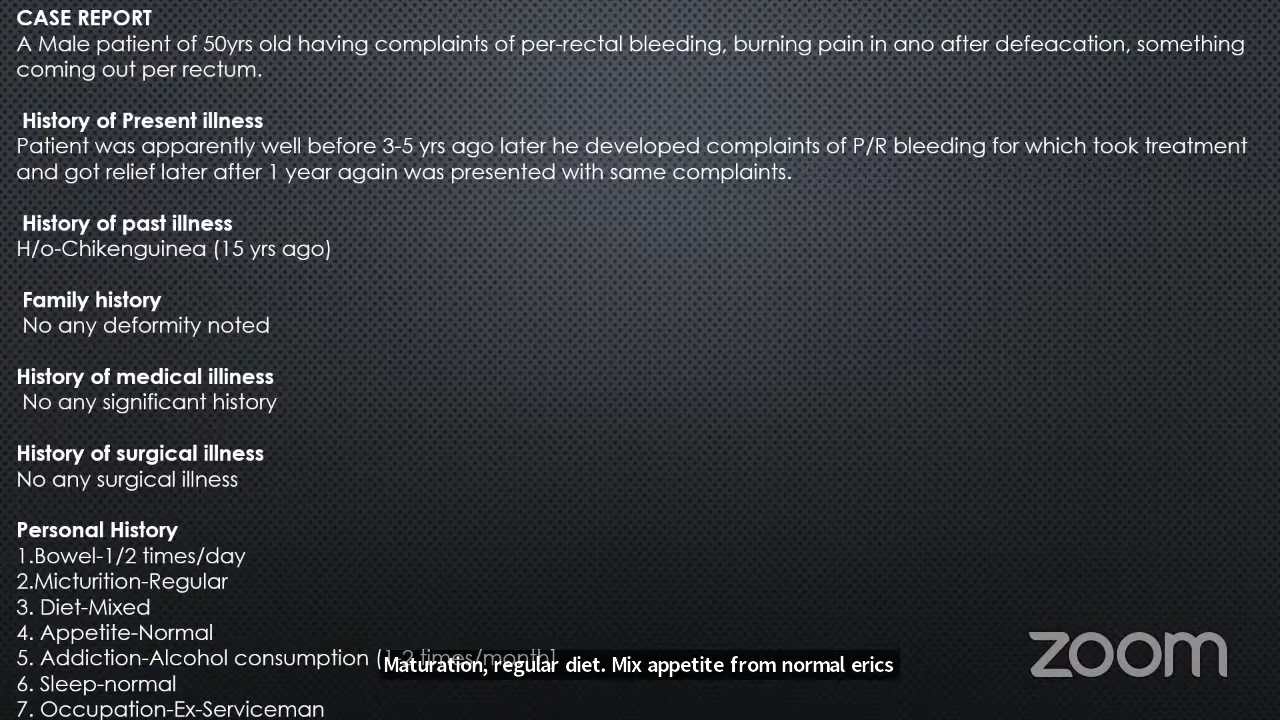 CASE REPORT
A Male patient of 50yrs old having complaints of per-rectal bleeding, burning pain in ano after defeacation, something
coming out per rectum.
History of Present illness
Patient was apparently well before 3-5 yrs ago later he developed complaints of P/R bleeding for which took treatment
and got relief later after 1 year again was presented with same complaints.
History of past illness
H/o-Chikenguinea (15 yrs ago)
Family history
No any deformity noted
History of medical illiness
No any significant history
History of surgical illness
No any surgical illness
Personal History
1.Bowel-1/2 times/day
2.Micturition-Regular
3. Diet-Mixed
4. Appetite-Normal
5. Addiction-Alcohol consumption (1-2 times/month]
Maturation, regular diet. Mix appetite from normal erics
6. Sleep-normal
7. Occupation-Ex-Serviceman
zoom